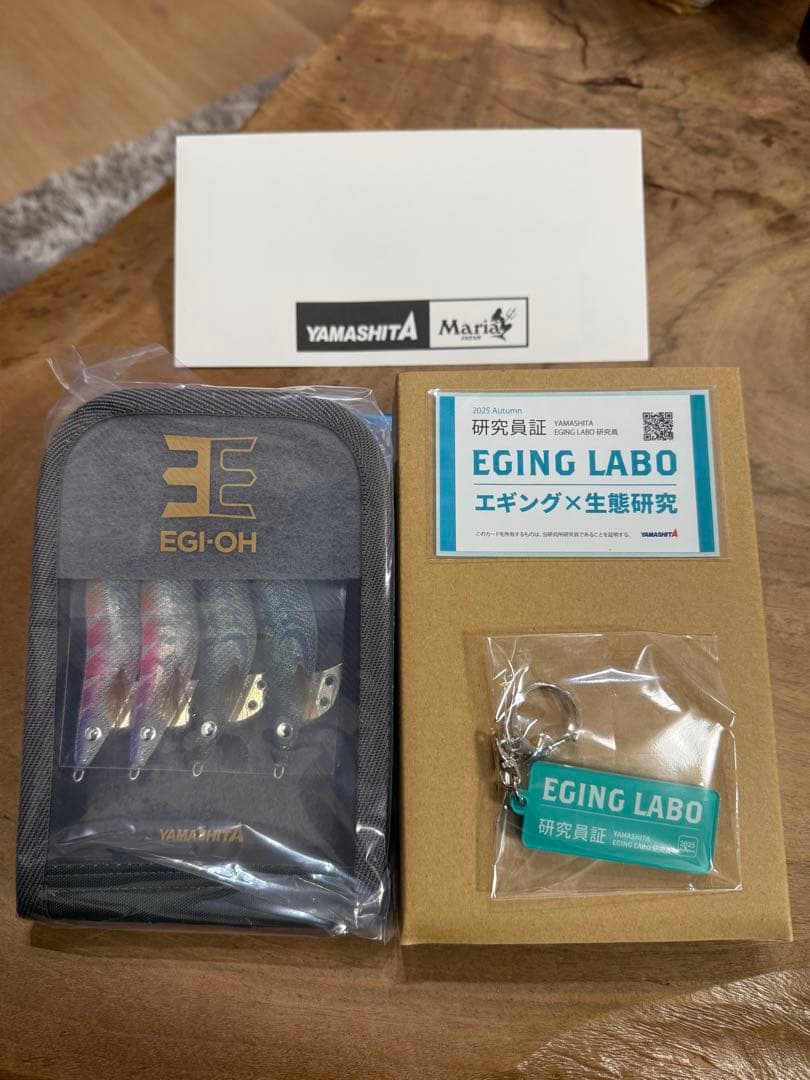 YAMASHITA
Maria
JAPAN
EGI-OH
YAMASHITA
2025 Autumn
研究員証
YAMASHITA
EGING LABO 研究員
EGING LABO
エギング×生態研究
このカードを所有するものは、当研究所研究員であることを証明する。
YAMASHITA
EGING LABO
研究員証
YAMASHITA
EGING LABO 研究員
2025